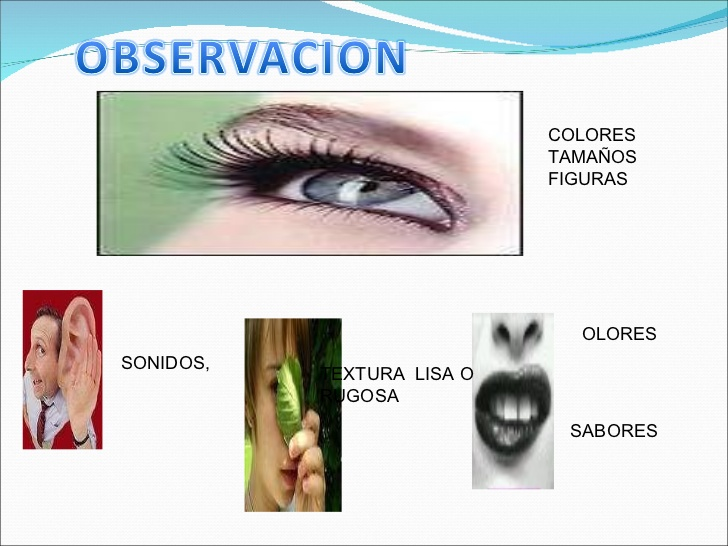 OBSERVACION
COLORES
TAMAÑOS
FIGURAS
SONIDOS,
TEXTURA LISA O
RUGOSA
OLORES
SABORES